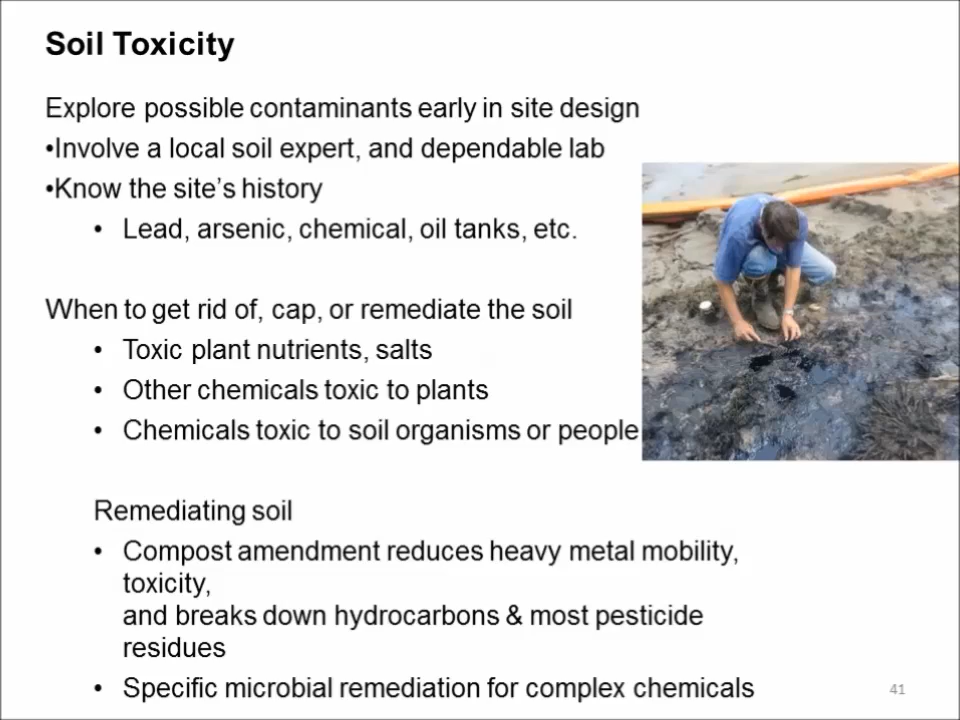 Soil Toxicity
Explore possible contaminants early in site design
•Involve a local soil expert, and dependable lab
•Know the site's history
• Lead, arsenic, chemical, oil tanks, etc.
When to get rid of, cap, or remediate the soil
• Toxic plant nutrients, salts
• Other chemicals toxic to plants
• Chemicals toxic to soil organisms or people
Remediating soil
• Compost amendment reduces heavy metal mobility,
toxicity,
and breaks down hydrocarbons & most pesticide
residues
• Specific microbial remediation for complex chemicals
41